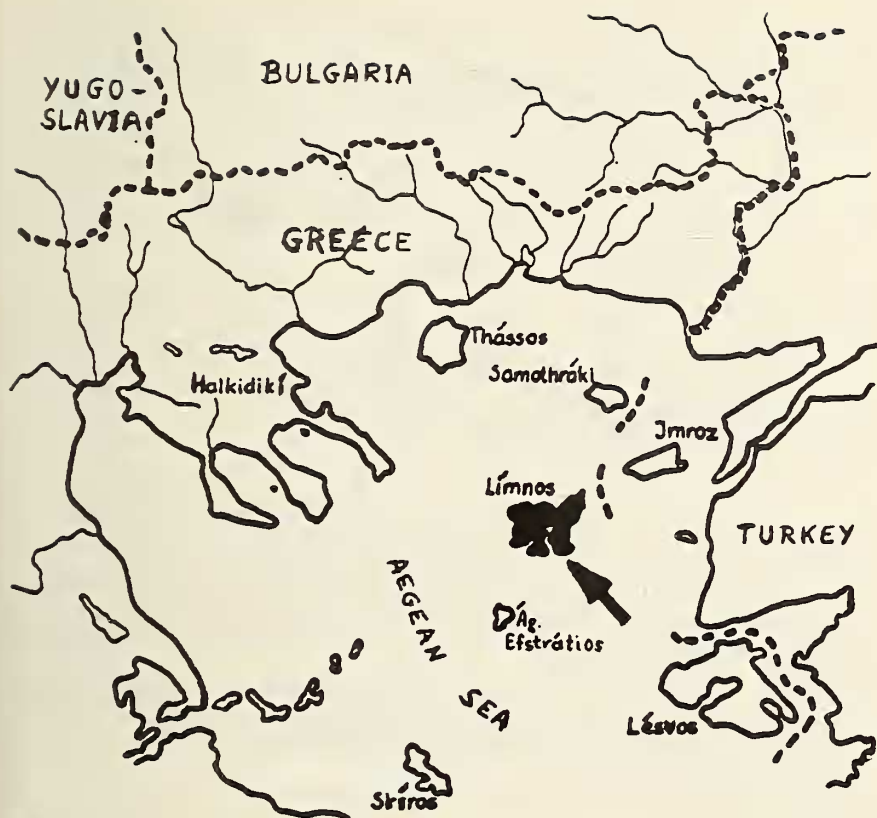 BULGARIA
YUGO-
SLAVIA
GREECE
Thássos
Halkidikí
Samothráki
Imroz
Límnos
TURKEY
AEGEAN
SEA
Ág.
Efstrátios
Lésvos
Skíros